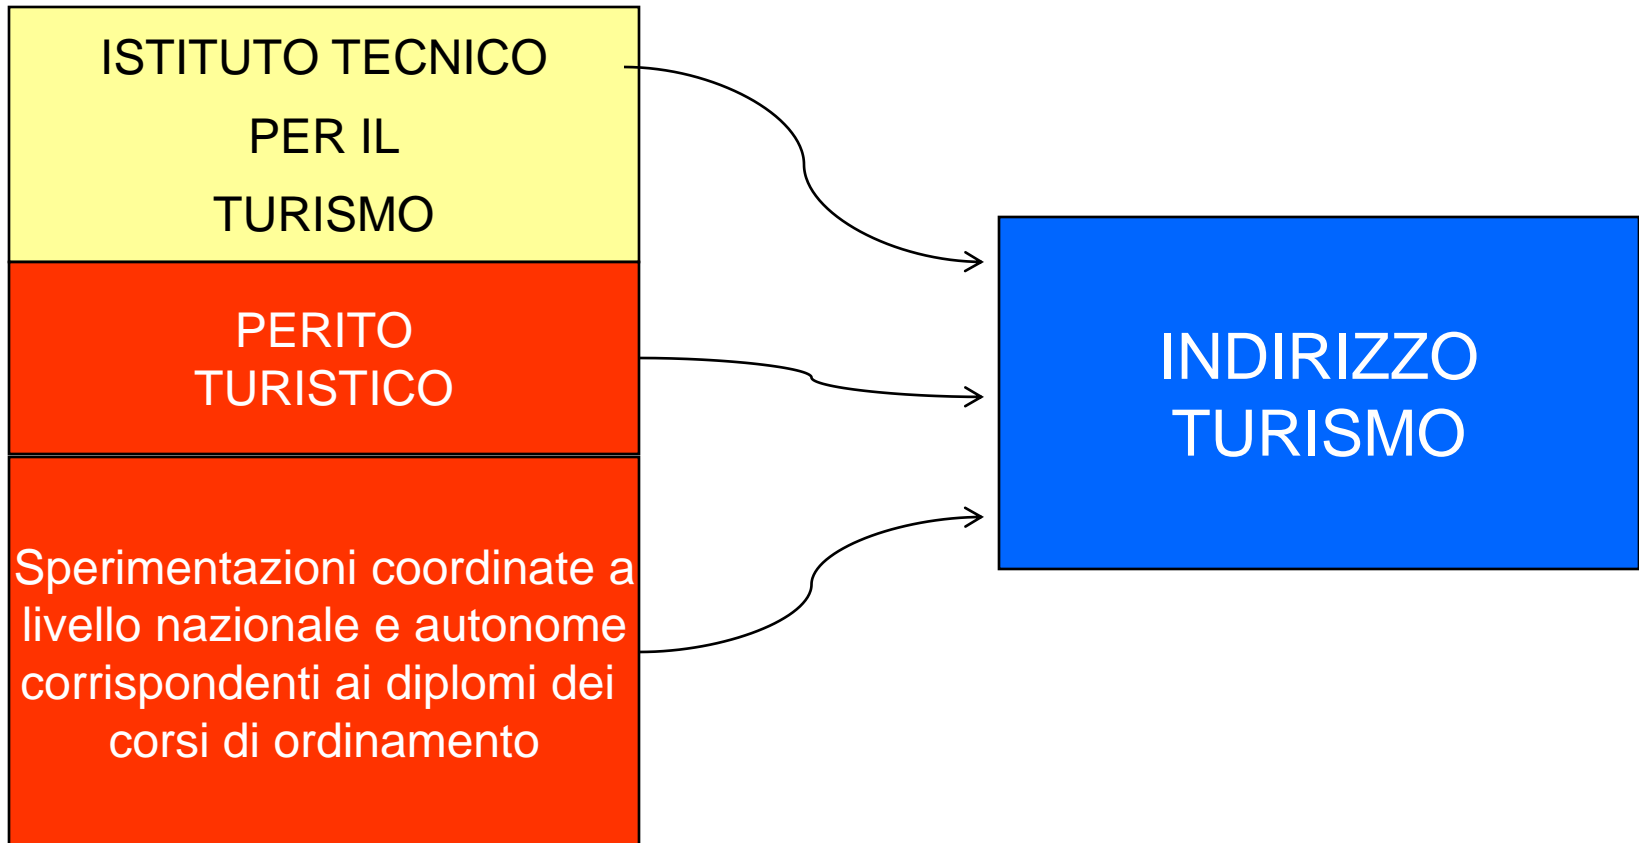 ISTITUTO TECNICO
PER IL
TURISMO
PERITO
TURISTICO
Sperimentazioni coordinate a
livello nazionale e autonome
corrispondenti ai diplomi dei
corsi di ordinamento
INDIRIZZO
TURISMO